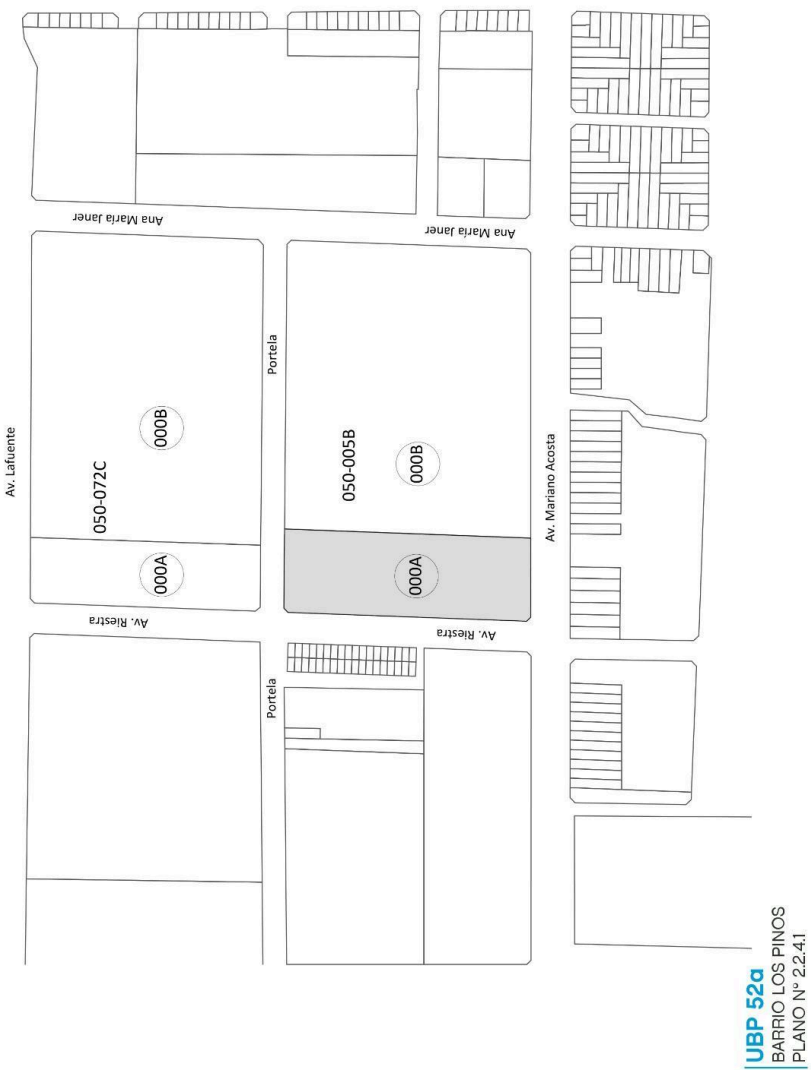 Ana María Janer
Ana María Janer
Av. Lafuente
Portela
Av. Mariano Acosta
050-072C
000B
050-005B
000B
000A
000A
Av. Riestra
Av. Riestra
Portela
UBP 52a
BARRIO LOS PINOS
PLANO N° 2.2.4.1